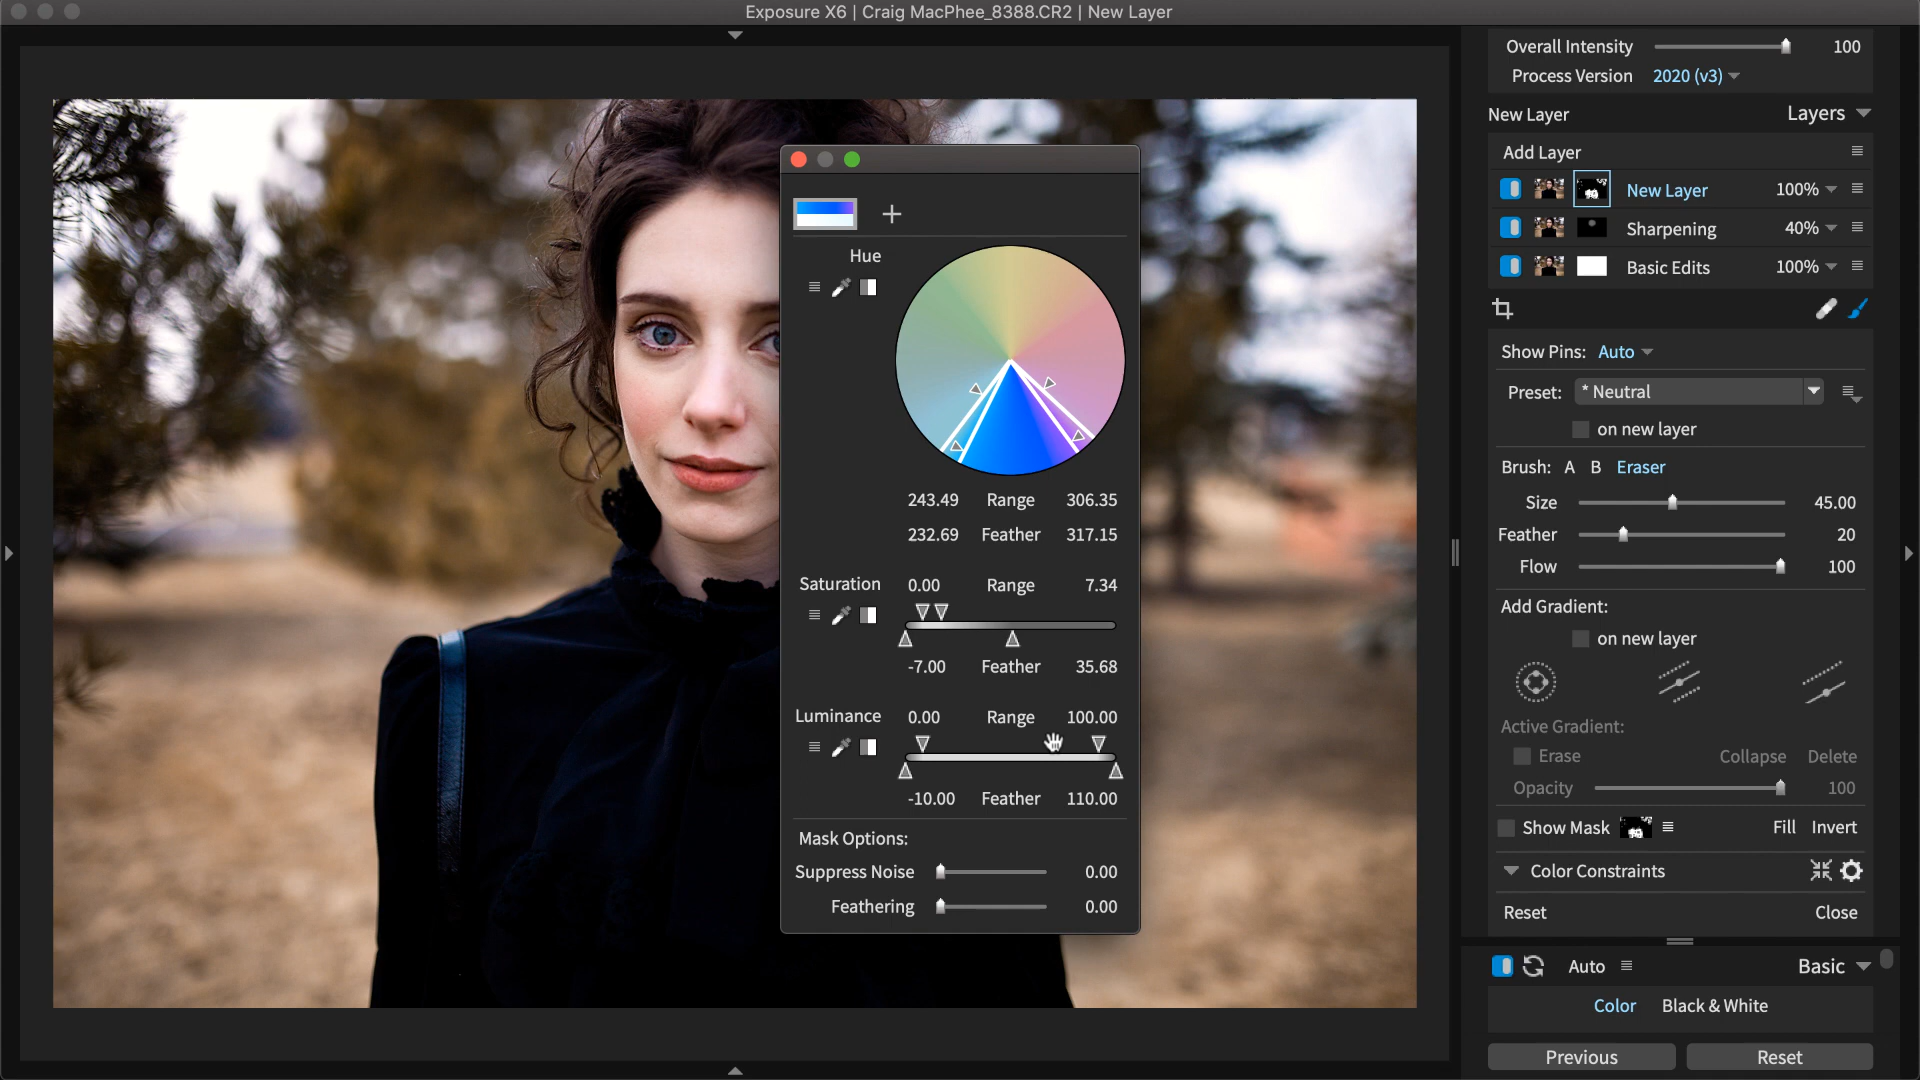 Exposure X6 | Craig MacPhee_8388.CR2 | New Layer
Overall Intensity 100
Process Version 2020 (v3)
New Layer Layers
Add Layer
New Layer 100%
Sharpening 40%
Basic Edits 100%
Show Pins: Auto
Preset: * Neutral
on new layer
Brush: A B Eraser
Size 45.00
Feather 20
Flow 100
Add Gradient:
on new layer
Active Gradient:
Erase Collapse Delete
Opacity 100
Show Mask Fill Invert
Color Constraints
Reset Close
Auto Basic
Color Black & White
Previous Reset
Hue
243.49 Range 306.35
232.69 Feather 317.15
Saturation 0.00 Range 7.34
-7.00 Feather 35.68
Luminance 0.00 Range 100.00
-10.00 Feather 110.00
Mask Options:
Suppress Noise 0.00
Feathering 0.00